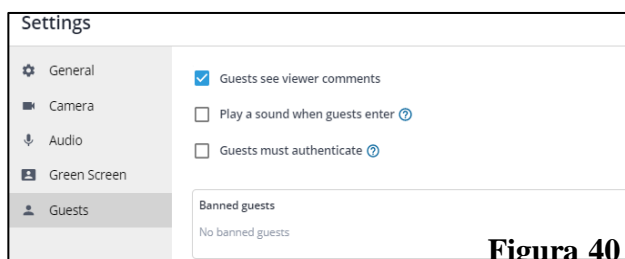 Settings
General
Camera
Audio
Green Screen
Guests
Guests see viewer comments
Play a sound when guests enter
Guests must authenticate
Banned guests
No banned guests
Figura 40